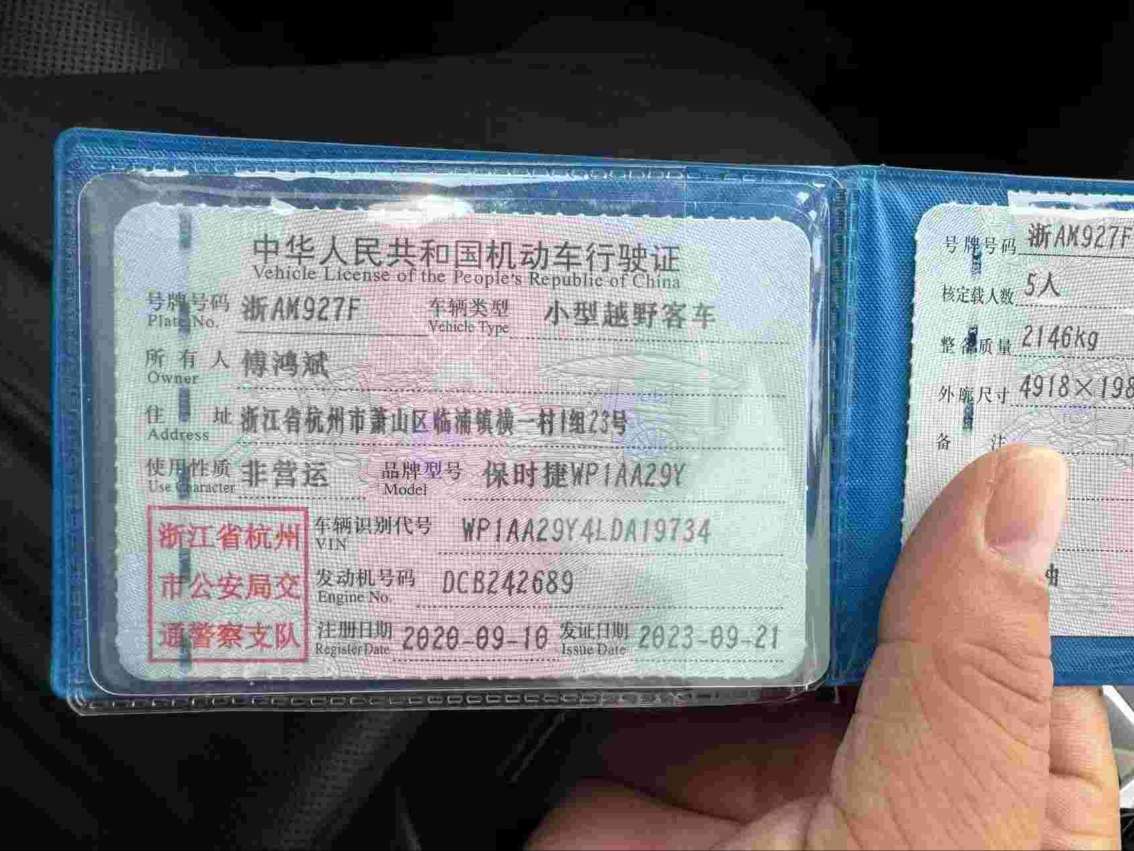 中华人民共和国机动车行驶证
Vehicle License of the People's Republic of China
号牌号码 浙AM927F 车辆类型 小型越野客车
Plate No. Vehicle Type
所有人 傅鸿斌
Owner
住址 浙江省杭州市萧山区临浦镇横一村1组23号
Address
使用性质 非营运 品牌型号 保时捷WP1AA29Y
Use Character Model
浙江省杭州
市公安局交
通警察支队
车辆识别代号 WP1AA29Y4LDA19734
VIN
发动机号码 DCB242689
Engine No.
注册日期 2020-09-10 发证日期 2023-09-21
Register Date Issue Date
号牌号码 浙AM927F
核定载人数 5人
整备质量 2146kg
外廓尺寸 4918×198
备注
油